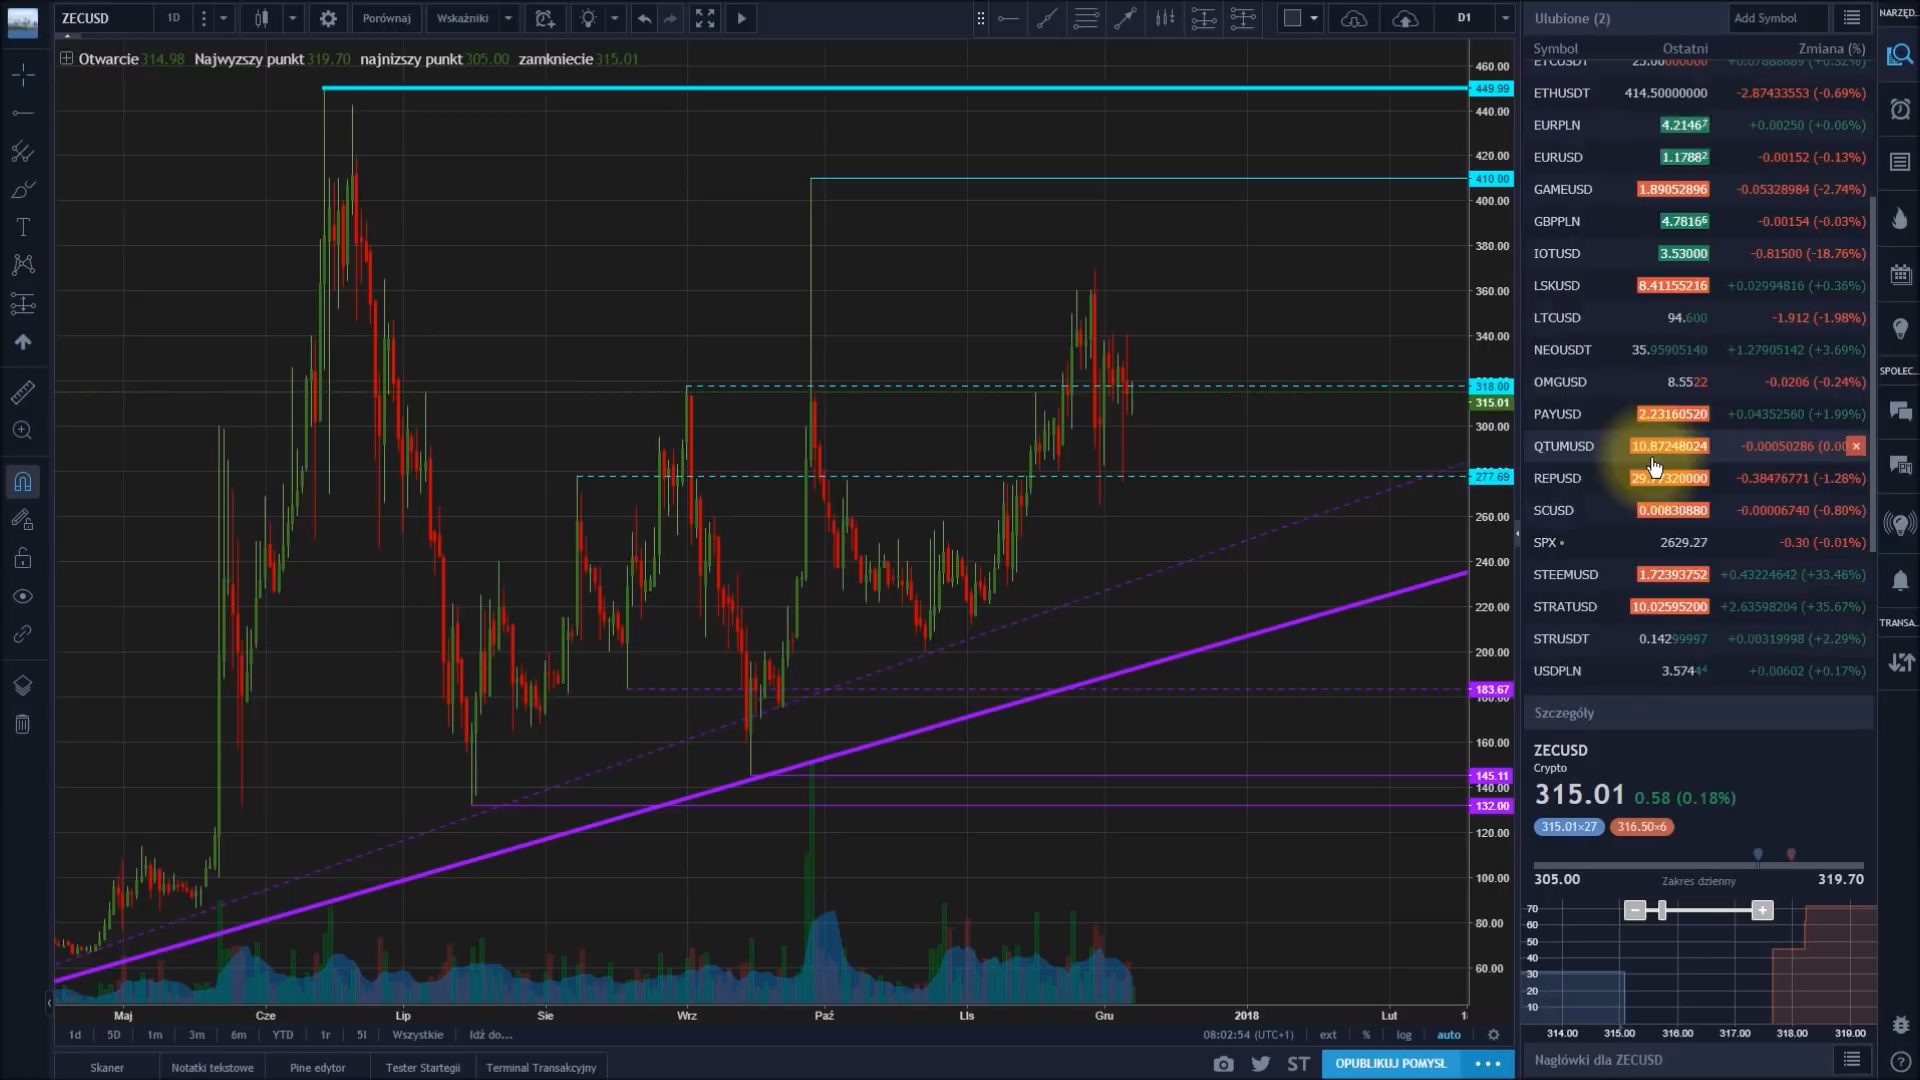 ZECUSD 1D Porównaj Wskaźniki D1
Otwarcie 314.98 Najwyzszy punkt 319.70 najnizszy punkt 305.00 zamkniecie 315.01
460.00
449.99
440.00
420.00
410.00
400.00
380.00
360.00
340.00
318.00
315.01
300.00
277.69
260.00
240.00
220.00
200.00
183.67
160.00
145.11
140.00
132.00
120.00
100.00
80.00
60.00
Maj Cze Lip Sie Wrz Paź Lis Gru 2018 Lut
1d 5D 1m 3m 6m YTD 1r 5l Wszystkie Idź do... 08:02:54 (UTC+1) ext % log auto
Skaner Notatki tekstowe Pine edytor Tester Startegii Terminal Transakcyjny ST OPUBLIKUJ POMYSŁ
Ulubione (2) Add Symbol
Symbol Ostatni Zmiana (%)
ETHUSDT 414.50000000 -2.87433553 (-0.69%)
EURPLN 4.21467 +0.00250 (+0.06%)
EURUSD 1.17882 -0.00152 (-0.13%)
GAMEUSD 1.89052896 -0.05328984 (-2.74%)
GBPPLN 4.78166 -0.00154 (-0.03%)
IOTUSD 3.53000 -0.81500 (-18.76%)
LSKUSD 8.41155216 +0.02994816 (+0.36%)
LTCUSD 94.600 -1.912 (-1.98%)
NEOUSDT 35.95905140 +1.27905142 (+3.69%)
OMGUSD 8.5522 -0.0206 (-0.24%)
PAYUSD 2.23160520 +0.04352560 (+1.99%)
QTUMUSD 10.87248024 -0.00050286 (0.00
REPUSD -0.38476771 (-1.28%)
SCUSD 0.00830880 -0.00006740 (-0.80%)
SPX 2629.27 -0.30 (-0.01%)
STEEMUSD 1.72393752 +0.43224642 (+33.46%)
STRATUSD 10.02595200 +2.63598204 (+35.67%)
STRUSDT 0.14299997 +0.00319998 (+2.29%)
USDPLN 3.5744 +0.00602 (+0.17%)
Szczegóły
ZECUSD
Crypto
315.01 0.58 (0.18%)
315.01×27 316.50×6
305.00 Zakres dzienny 319.70
70
60
50
40
30
20
10
314.00 315.00 316.00 317.00 318.00 319.00
Nagłówki dla ZECUSD
NARZĘD.
SPOŁEC..
TRANSA..